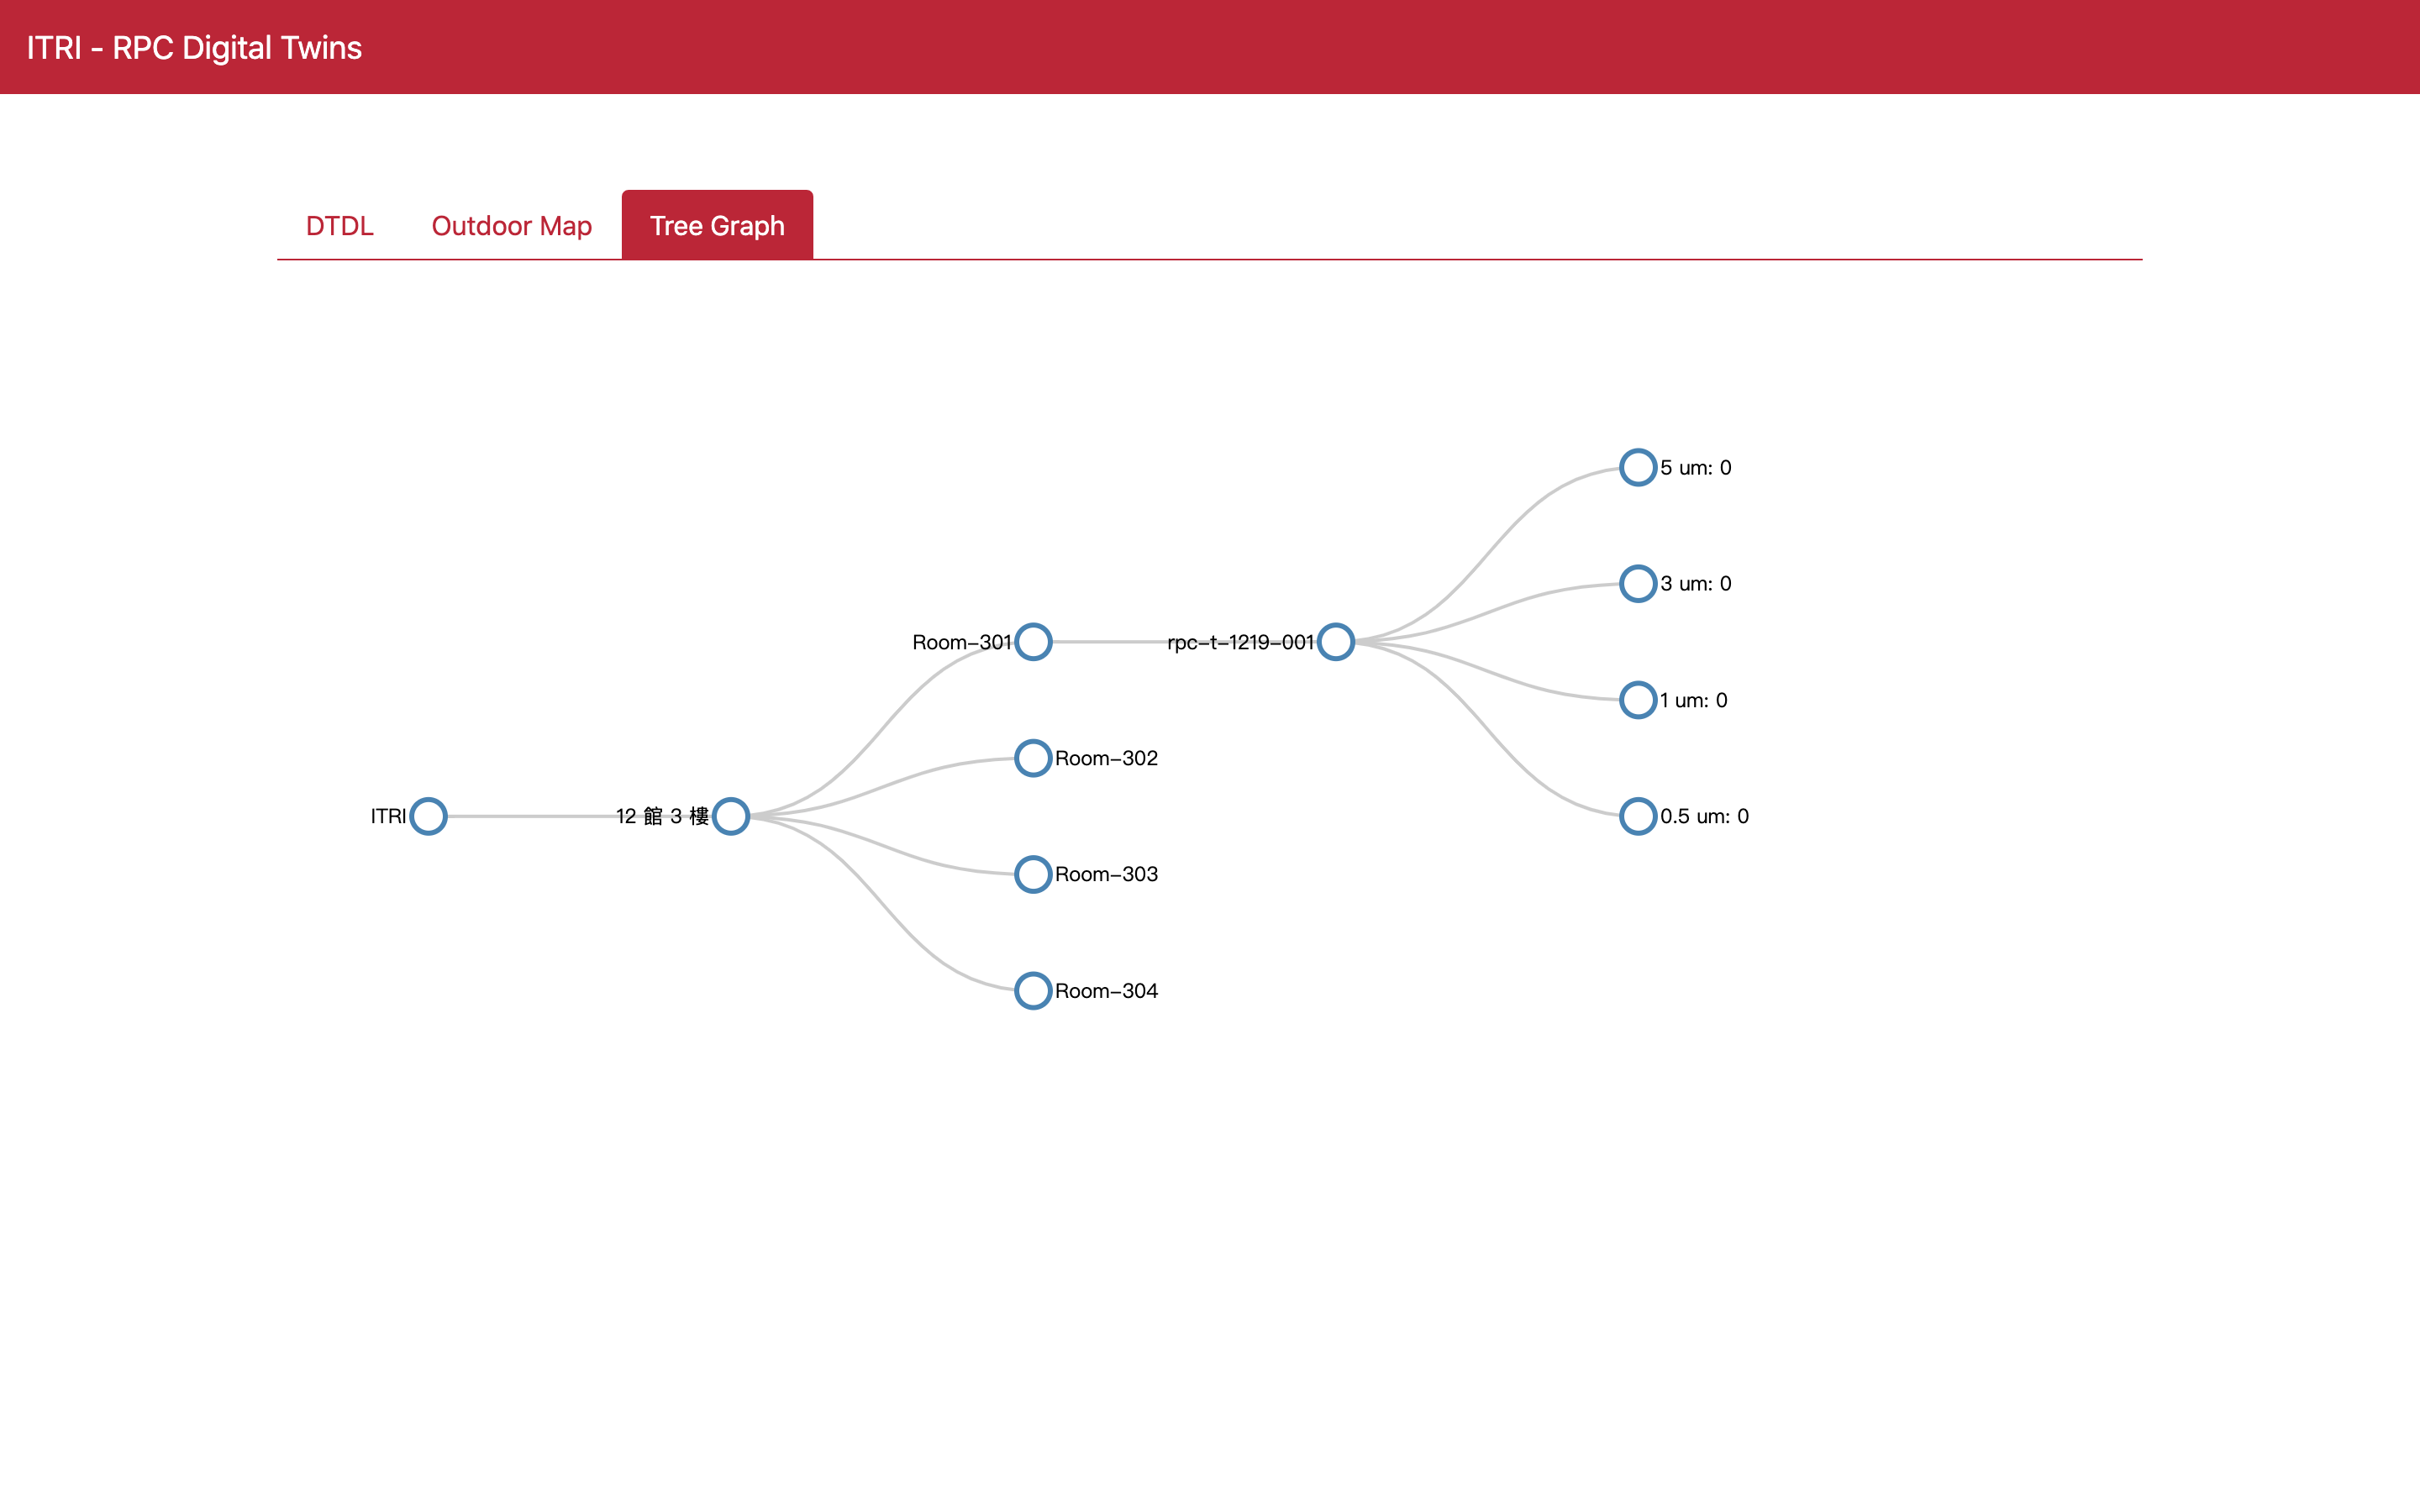 ITRI - RPC Digital Twins
DTDL
Outdoor Map
Tree Graph
5 um: 0
3 um: 0
Room-301
rpc-t-1219-001
1 um: 0
Room-302
ITRI
12 館 3 樓
0.5 um: 0
Room-303
Room-304